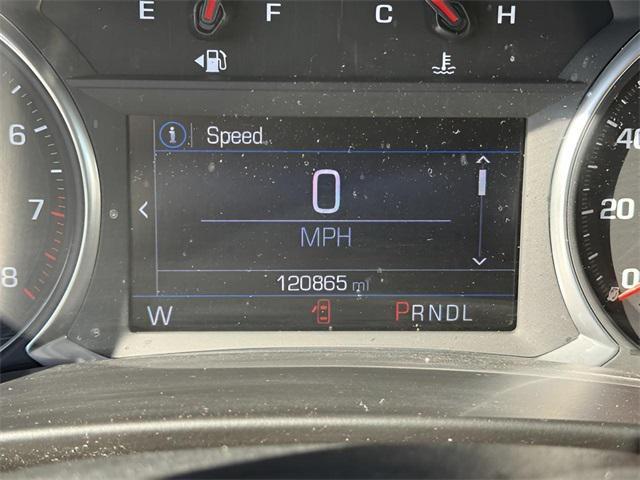 E F C H
i Speed
0
MPH
120865 mi
W PRNDL
6
7
8
40
20
0